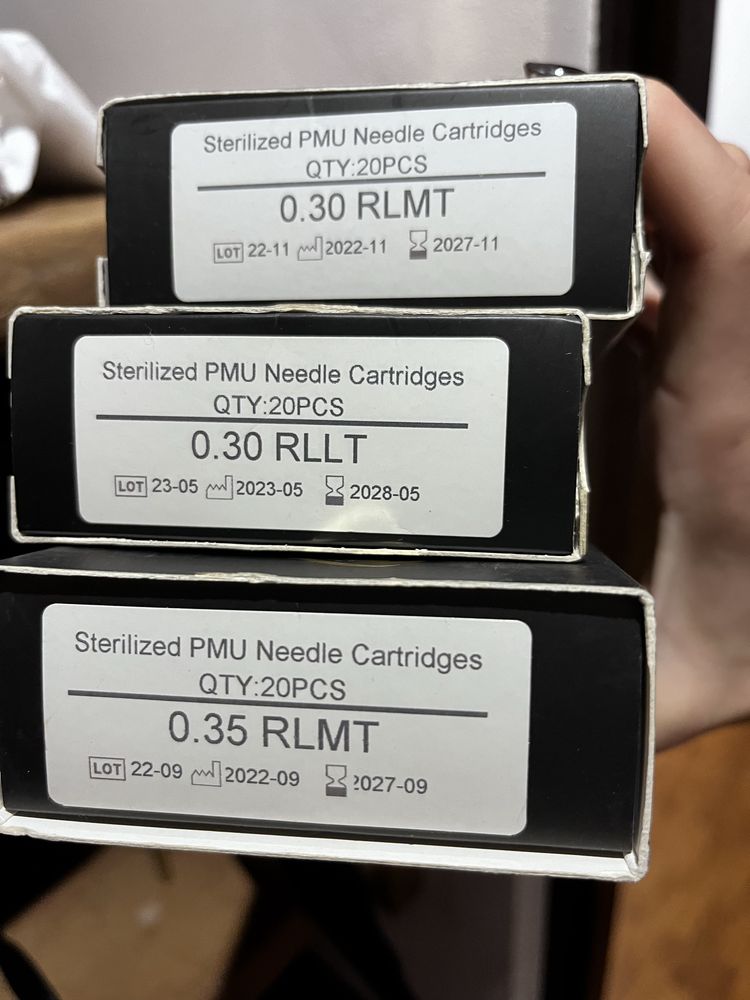 Sterilized PMU Needle Cartridges
QTY:20PCS
0.30 RLMT
LOT 22-11 2022-11 2027-11
Sterilized PMU Needle Cartridges
QTY:20PCS
0.30 RLLT
LOT 23-05 2023-05 2028-05
Sterilized PMU Needle Cartridges
QTY:20PCS
0.35 RLMT
LOT 22-09 2022-09 2027-09